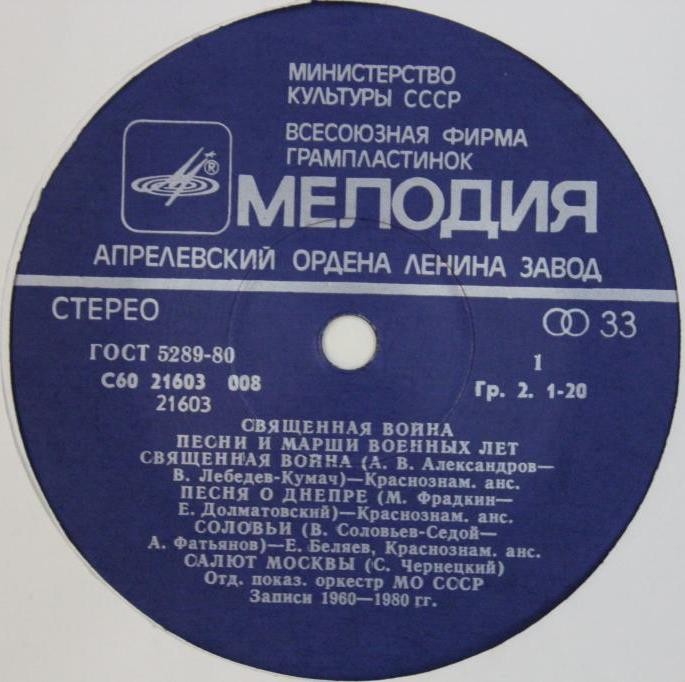 МИНИСТЕРСТВО
КУЛЬТУРЫ СССР
ВСЕСОЮЗНАЯ ФИРМА
ГРАМПЛАСТИНОК
®
МЕЛОДИЯ
АПРЕЛЕВСКИЙ ОРДЕНА ЛЕНИНА ЗАВОД
СТЕРЕО
33
ГОСТ 5289-80
1
С60 21603 008
Гр. 2. 1-20
21603
СВЯЩЕННАЯ ВОЙНА
ПЕСНИ И МАРШИ ВОЕННЫХ ЛЕТ
СВЯЩЕННАЯ ВОЙНА (А. В. Александров—
В. Лебедев-Кумач)—Краснознам. анс.
ПЕСНЯ О ДНЕПРЕ (М. Фрадкин—
Е. Долматовский)—Краснознам. анс.
СОЛОВЬИ (В. Соловьев-Седой—
А. Фатьянов)—Е. Беляев, Краснознам. анс.
САЛЮТ МОСКВЫ (С. Чернецкий)
Отд. показ. оркестр МО СССР
Записи 1960—1980 гг.